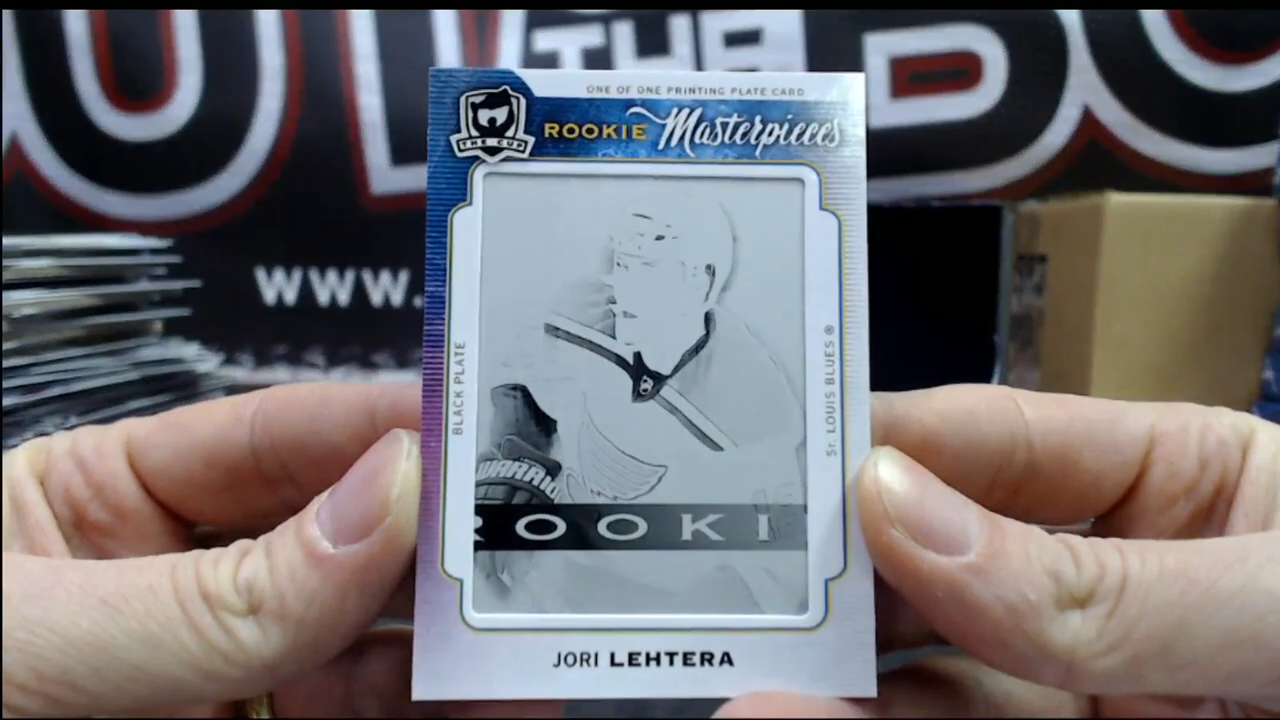 THE
WWW.
ONE OF ONE PRINTING PLATE CARD
THE CUP
ROOKIE Masterpieces
BLACK PLATE
ST. LOUIS BLUES ®
WARRIO
ROOKI
JORI LEHTERA